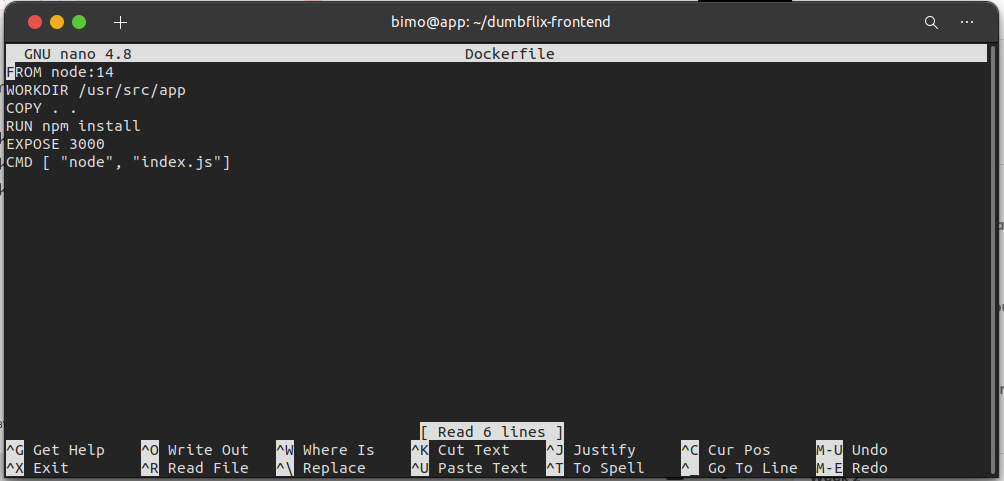 bimo@app: ~/dumbflix-frontend
GNU nano 4.8 Dockerfile
FROM node:14
WORKDIR /usr/src/app
COPY . .
RUN npm install
EXPOSE 3000
CMD [ "node", "index.js"]
[ Read 6 lines ]
^G Get Help ^O Write Out ^W Where Is ^K Cut Text ^J Justify ^C Cur Pos M-U Undo
^X Exit ^R Read File ^\ Replace ^U Paste Text ^T To Spell ^_ Go To Line M-E Redo